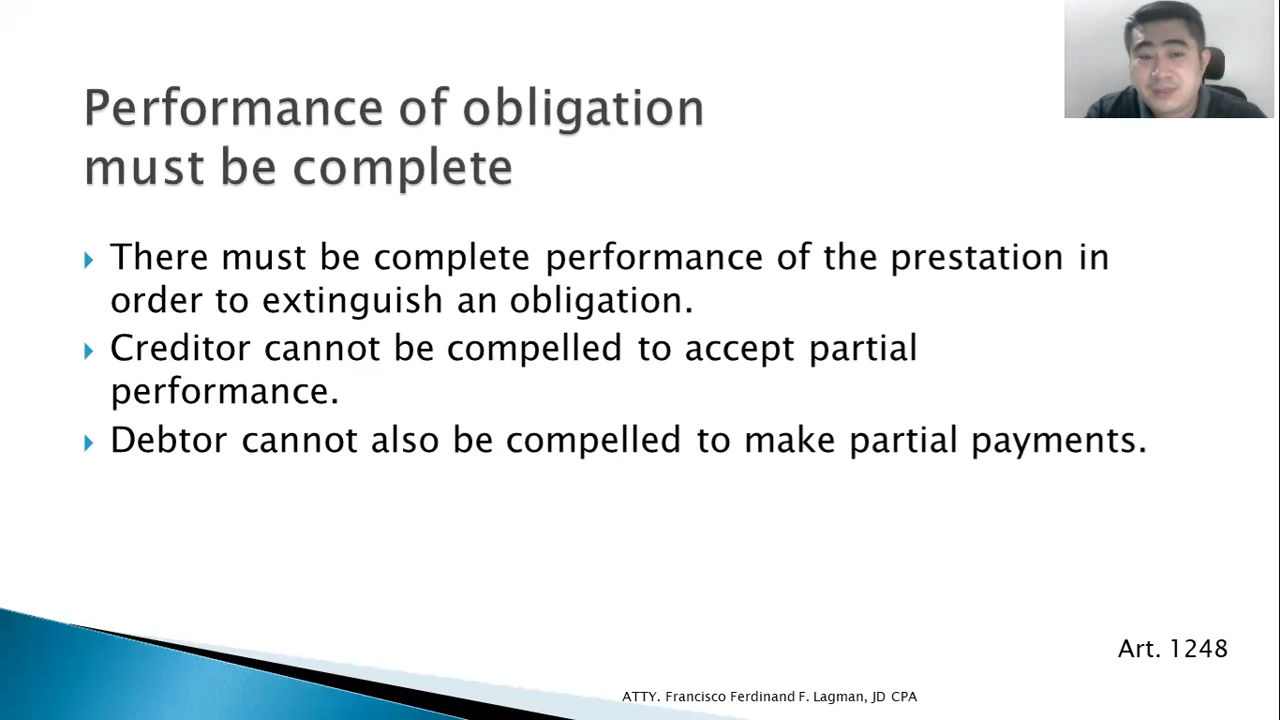 Performance of obligation
must be complete
There must be complete performance of the prestation in
order to extinguish an obligation.
Creditor cannot be compelled to accept partial
performance.
Debtor cannot also be compelled to make partial payments.
Art. 1248
ATTY. Francisco Ferdinand F. Lagman, JD CPA